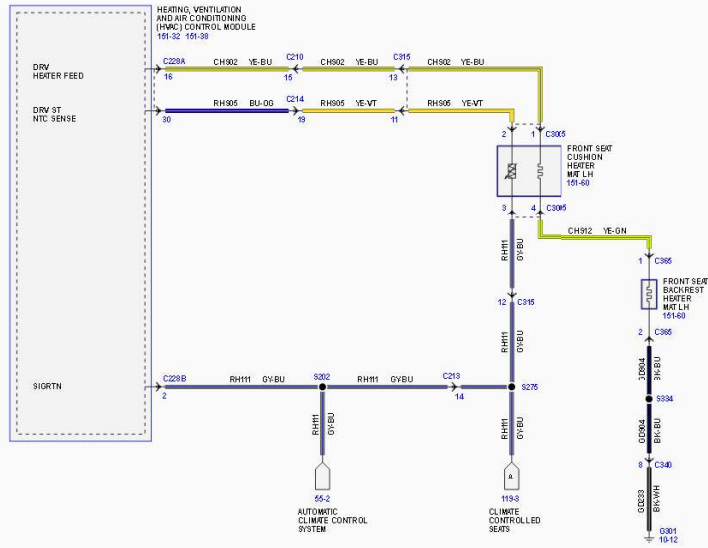 HEATING, VENTILATION
AND AIR CONDITIONING
(HVAC) CONTROL MODULE
151-32 151-38
DRV
HEATER FEED
C228A
16
CH902 YE-BU
C210
15
CH902 YE-BU
C315
13
CH902 YE-BU
DRV ST
NTC SENSE
30
RH905 BU-OG
C214
19
RH905 YE-VT
11
RH905 YE-VT
2
1
C3065
FRONT SEAT
CUSHION
HEATER
MAT LH
151-60
3
4
C3065
CH912 YE-GN
RH111
GY-BU
1
C365
FRONT SEAT
BACKREST
HEATER
MAT LH
151-60
12
C315
2
C365
RH111
GY-BU
GD904
BK-BU
SIGRTN
C228B
2
RH111 GY-BU
S202
RH111 GY-BU
C213
14
S275
S334
RH111
GY-BU
RH111
GY-BU
GD904
BK-BU
8
C340
55-2
A
119-3
GD233
BK-WH
AUTOMATIC
CLIMATE CONTROL
SYSTEM
CLIMATE
CONTROLLED
SEATS
G301
10-12